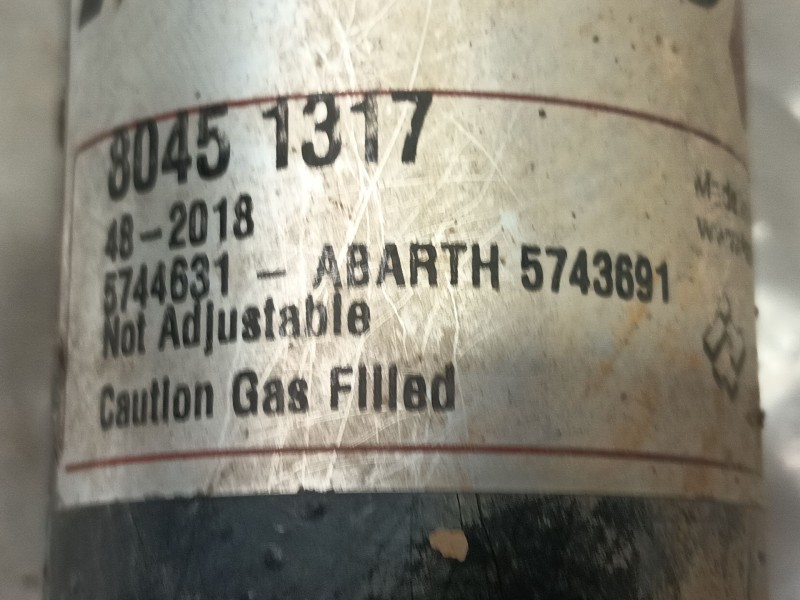 8045 1317
48-2018
5744631 - ABARTH 5743691
Not Adjustable
Caution Gas Filled